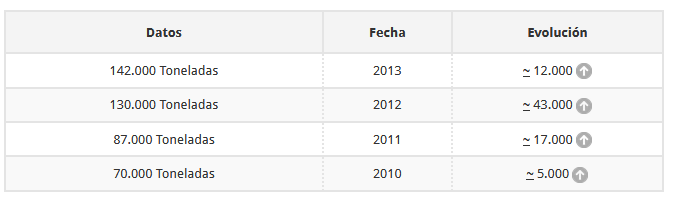 Datos Fecha Evolución
142.000 Toneladas 2013 ~ 12.000
130.000 Toneladas 2012 ~ 43.000
87.000 Toneladas 2011 ~ 17.000
70.000 Toneladas 2010 ~ 5.000